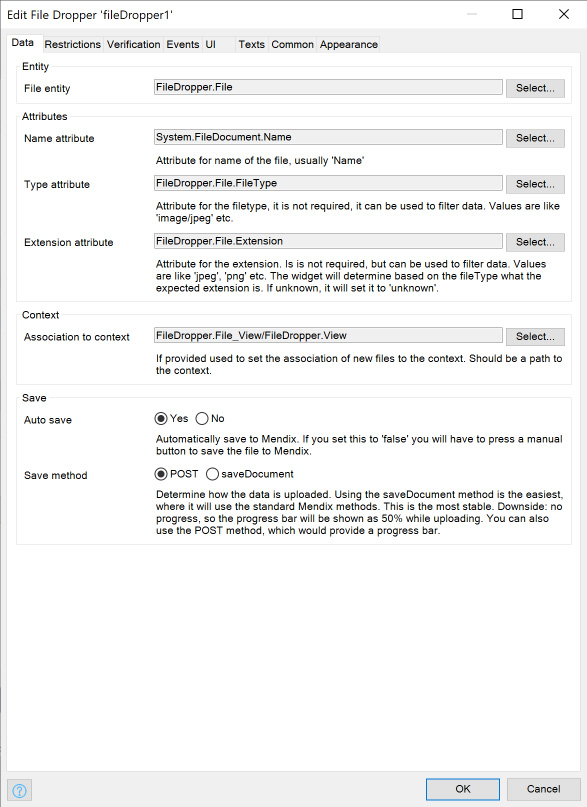 Edit File Dropper 'fileDropper1'
Data Restrictions Verification Events UI Texts Common Appearance
Entity
File entity FileDropper.File Select...
Attributes
Name attribute System.FileDocument.Name Select...
Attribute for name of the file, usually 'Name'
Type attribute FileDropper.File.FileType Select...
Attribute for the filetype, it is not required, it can be used to filter data. Values are like
'image/jpeg' etc.
Extension attribute FileDropper.File.Extension Select...
Attribute for the extension. Is is not required, but can be used to filter data. Values
are like 'jpeg', 'png' etc. The widget will determine based on the fileType what the
expected extension is. If unknown, it will set it to 'unknown'.
Context
Association to context FileDropper.File_View/FileDropper.View Select...
If provided used to set the association of new files to the context. Should be a path to
the context.
Save
Auto save Yes No
Automatically save to Mendix. If you set this to 'false' you will have to press a manual
button to save the file to Mendix.
Save method POST saveDocument
Determine how the data is uploaded. Using the saveDocument method is the easiest,
where it will use the standard Mendix methods. This is the most stable. Downside: no
progress, so the progress bar will be shown as 50% while uploading. You can also
use the POST method, which would provide a progress bar.
? OK Cancel